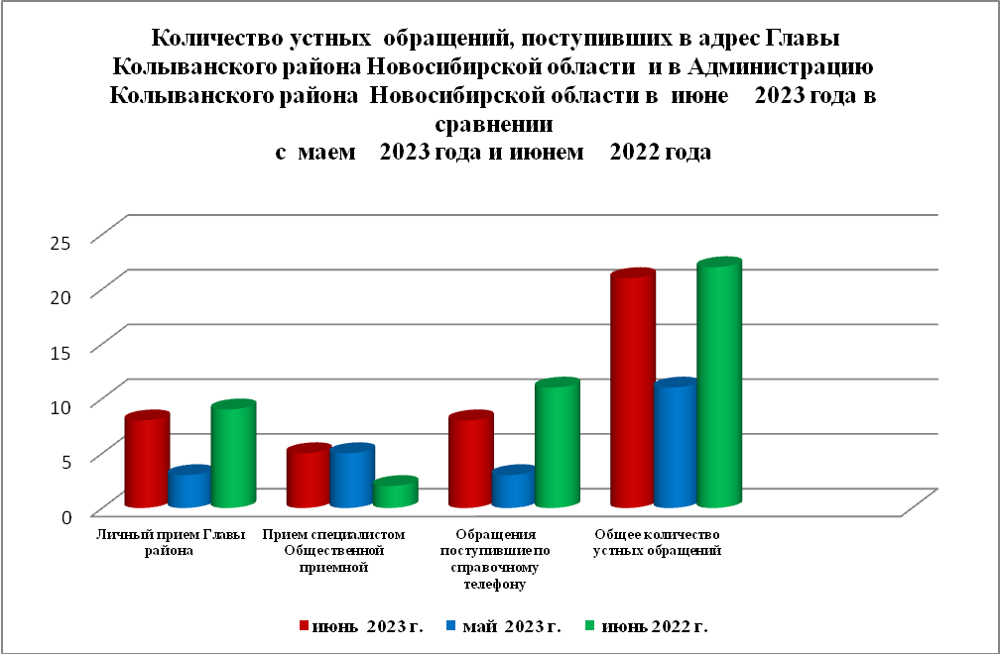 Количество устных обращений, поступивших в адрес Главы
Колыванского района Новосибирской области и в Администрацию
Колыванского района Новосибирской области в июне 2023 года в
сравнении
с маем 2023 года и июнем 2022 года
25
20
15
10
5
0
Личный прием Главы
района
Прием специалистом
Общественной
приемной
Обращения
поступившие по
справочному
телефону
Общее количество
устных обращений
июнь 2023 г.
май 2023 г.
июнь 2022 г.